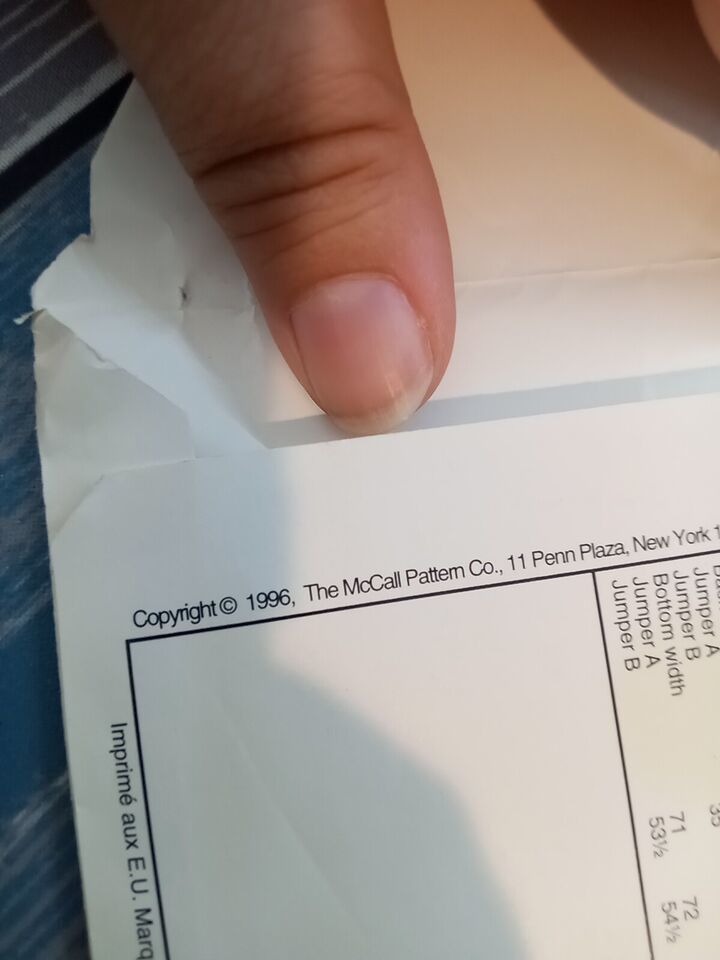 Copyright © 1996, The McCall Pattern Co., 11 Penn Plaza, New York
Imprimé aux E.U.
Jumper A
Jumper B
Bottom width
Jumper A 71 72
Jumper B 53½ 54½